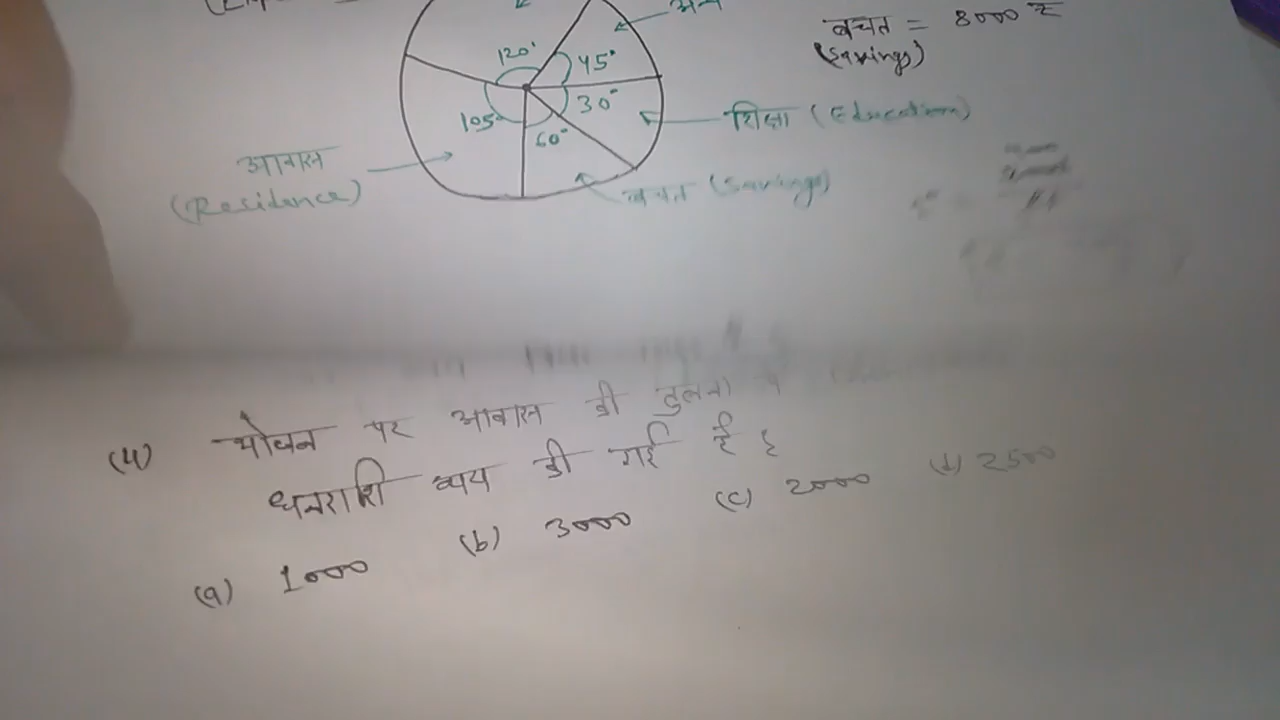 बचत = 8000 ₹
(Savings)
120°
45°
30°
105°
60°
शिक्षा (Education)
आवास
(Residence)
बचत (Savings)
(4) भोजन पर आवास की तुलना
धनराशि व्यय की गई है ?
(a) 1000 (b) 3000 (c) 2000 (d) 2500